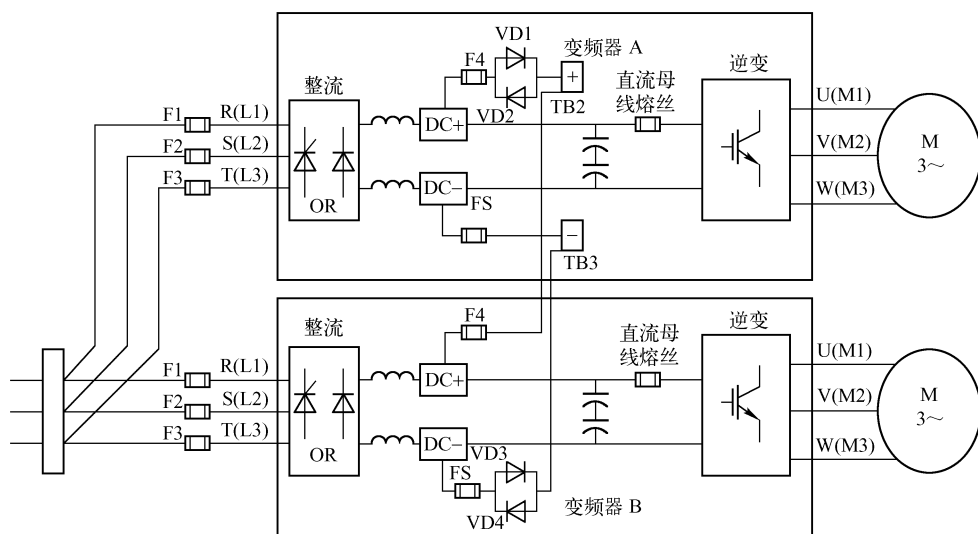 VD1
变频器 A
F4
+
TB2
整流
直流母
线熔丝
逆变
F1
R(L1)
DC+
VD2
U(M1)
F2
S(L2)
V(M2)
M
3～
F3
T(L3)
DC−
FS
W(M3)
OR
−
TB3
F4
整流
直流母
线熔丝
逆变
F1
R(L1)
DC+
U(M1)
F2
S(L2)
V(M2)
M
3～
F3
T(L3)
DC−
VD3
W(M3)
OR
FS
VD4
变频器 B